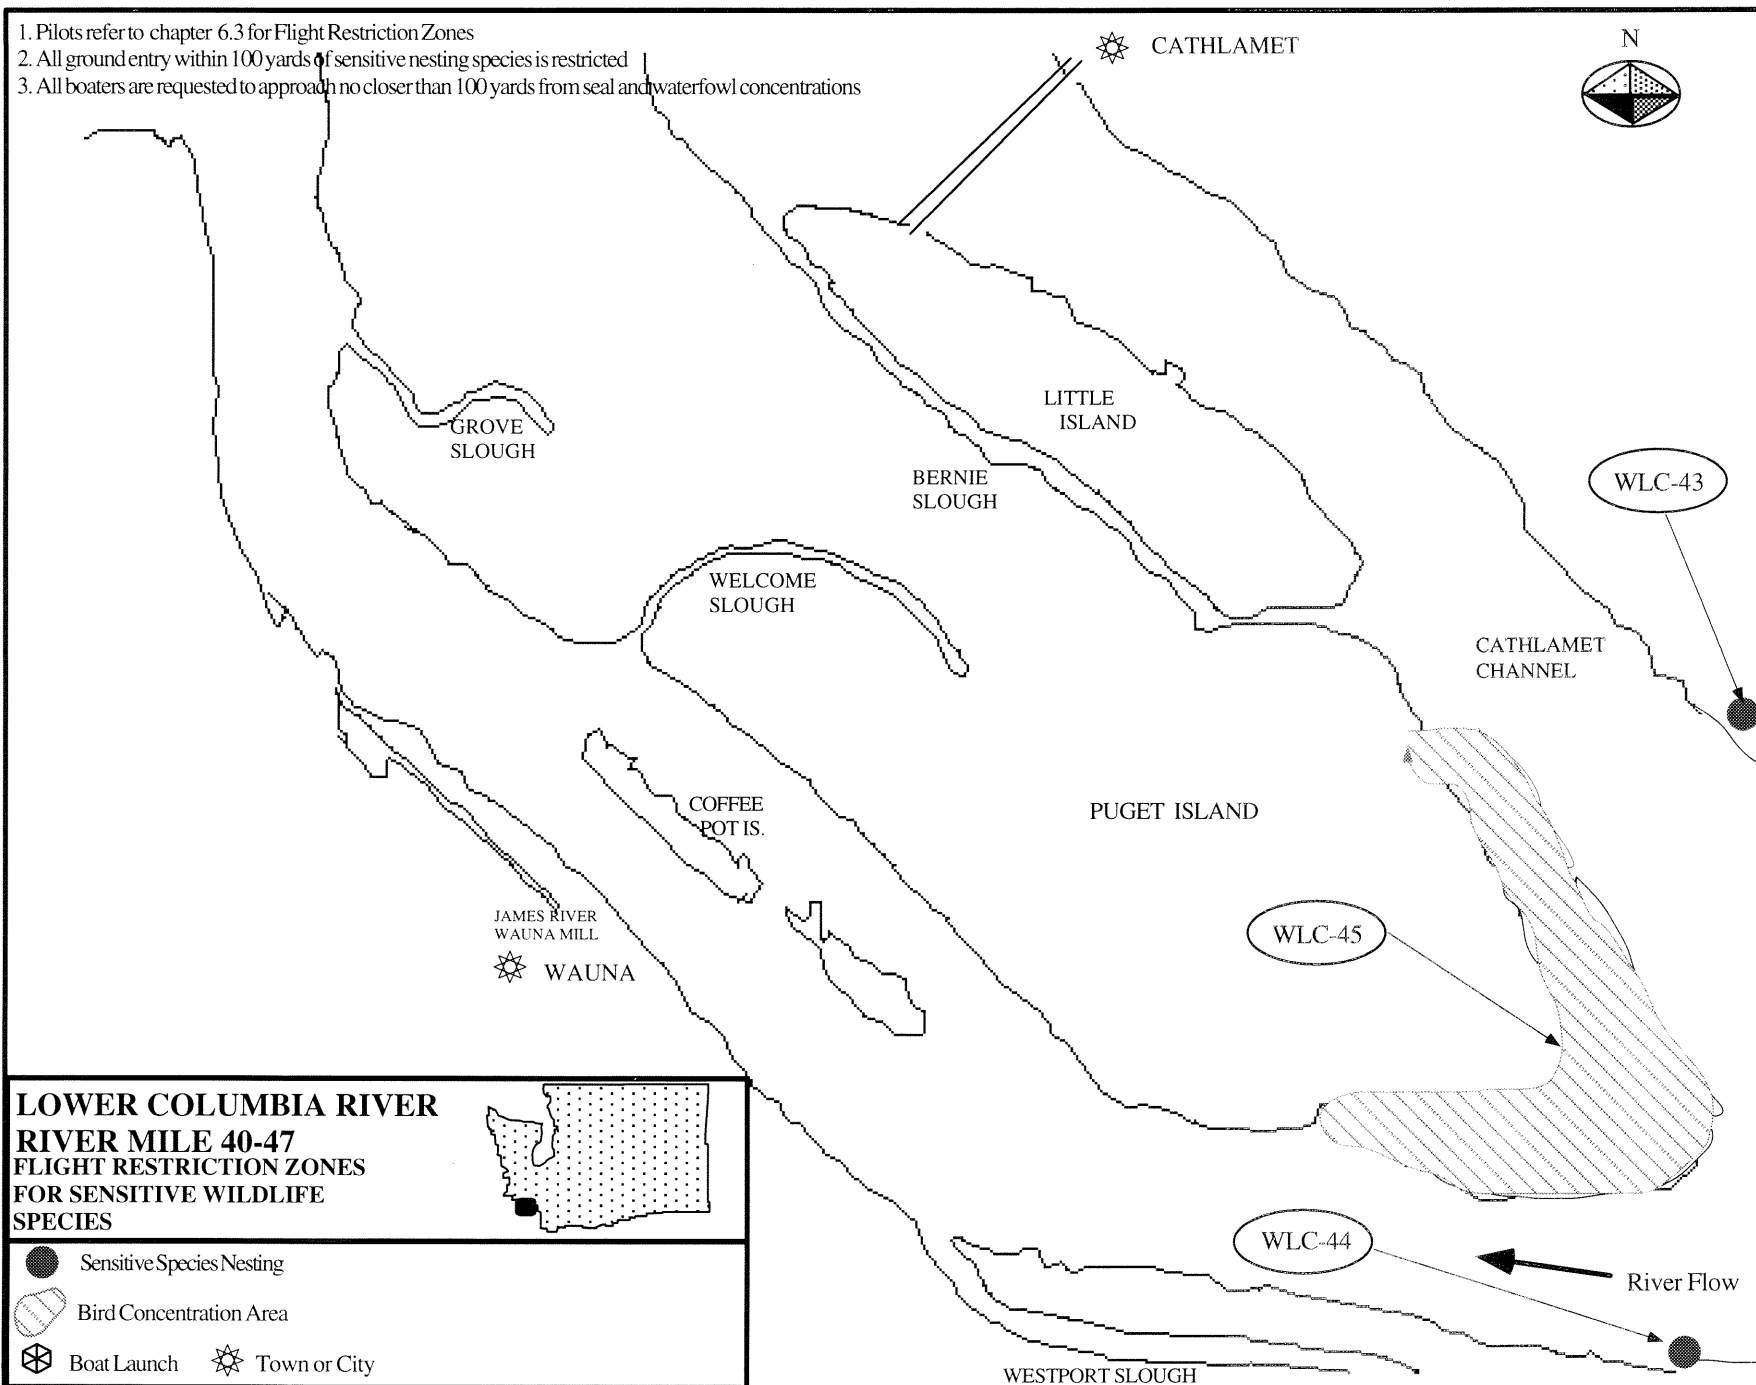 1. Pilots refer to chapter 6.3 for Flight Restriction Zones
2. All ground entry within 100 yards of sensitive nesting species is restricted
3. All boaters are requested to approach no closer than 100 yards from seal and waterfowl concentrations
CATHLAMET
N
LITTLE
ISLAND
GROVE
SLOUGH
BERNIE
SLOUGH
WLC-43
WELCOME
SLOUGH
CATHLAMET
CHANNEL
COFFEE
POT IS.
PUGET ISLAND
JAMES RIVER
WAUNA MILL
WAUNA
WLC-45
LOWER COLUMBIA RIVER
RIVER MILE 40-47
FLIGHT RESTRICTION ZONES
FOR SENSITIVE WILDLIFE
SPECIES
WLC-44
River Flow
Sensitive Species Nesting
Bird Concentration Area
Boat Launch
Town or City
WESTPORT SLOUGH